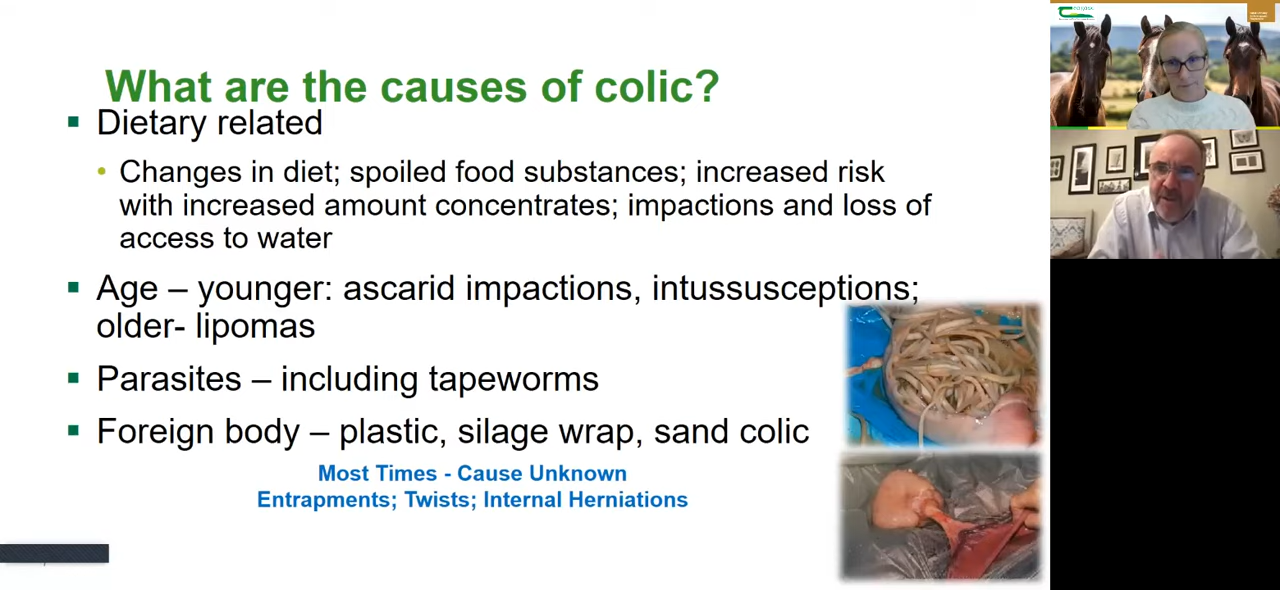 What are the causes of colic?
Dietary related
Changes in diet; spoiled food substances; increased risk
with increased amount concentrates; impactions and loss of
access to water
Age – younger: ascarid impactions, intussusceptions;
older- lipomas
Parasites – including tapeworms
Foreign body – plastic, silage wrap, sand colic
Most Times - Cause Unknown
Entrapments; Twists; Internal Herniations